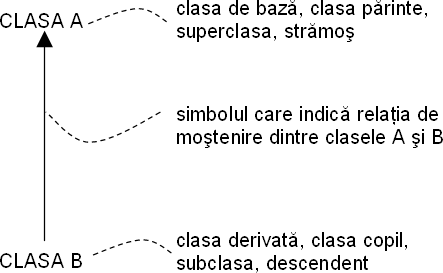 CLASA A
clasa de bază, clasa părinte,
superclasa, strămoş
simbolul care indică relaţia de
moştenire dintre clasele A şi B
CLASA B
clasa derivată, clasa copil,
subclasa, descendent